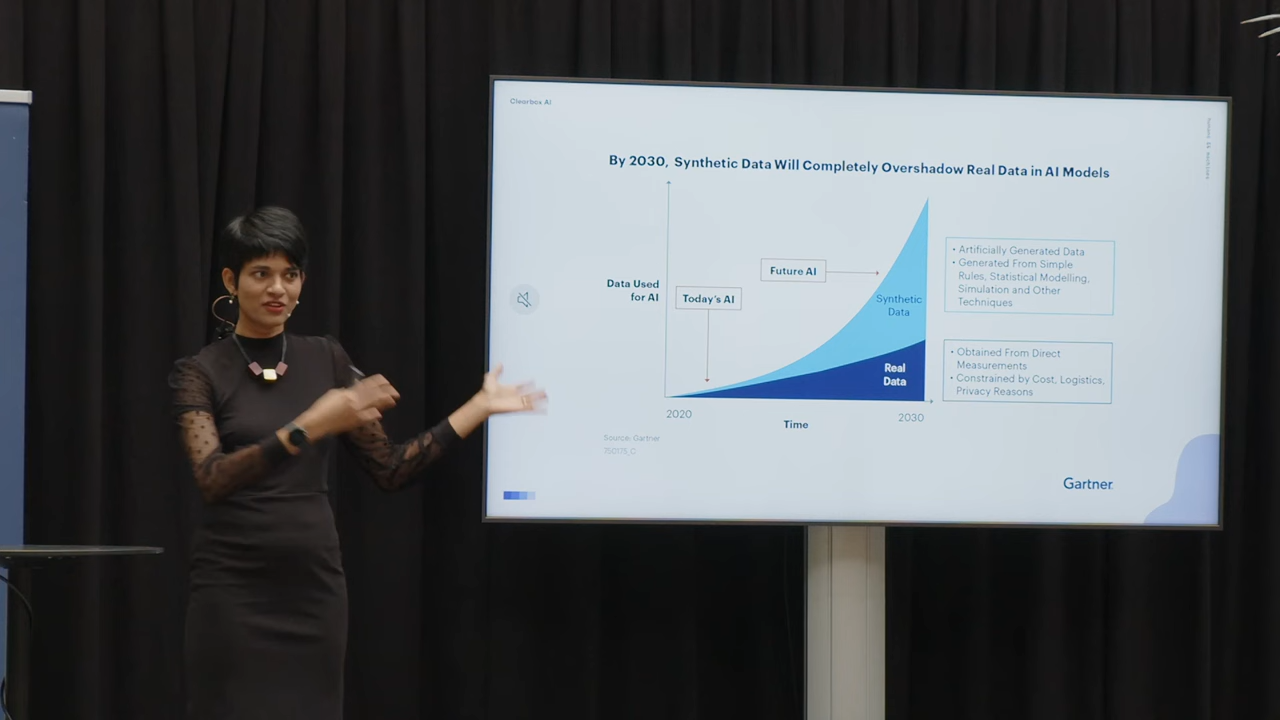 Clearbox AI
By 2030, Synthetic Data Will Completely Overshadow Real Data in AI Models
Data Used
for AI
Today's AI
Future AI
Synthetic
Data
Real
Data
• Artificially Generated Data
• Generated From Simple
Rules, Statistical Modelling,
Simulation and Other
Techniques
• Obtained From Direct
Measurements
• Constrained by Cost, Logistics,
Privacy Reasons
2020
2030
Time
Source: Gartner
750175_C
Gartner